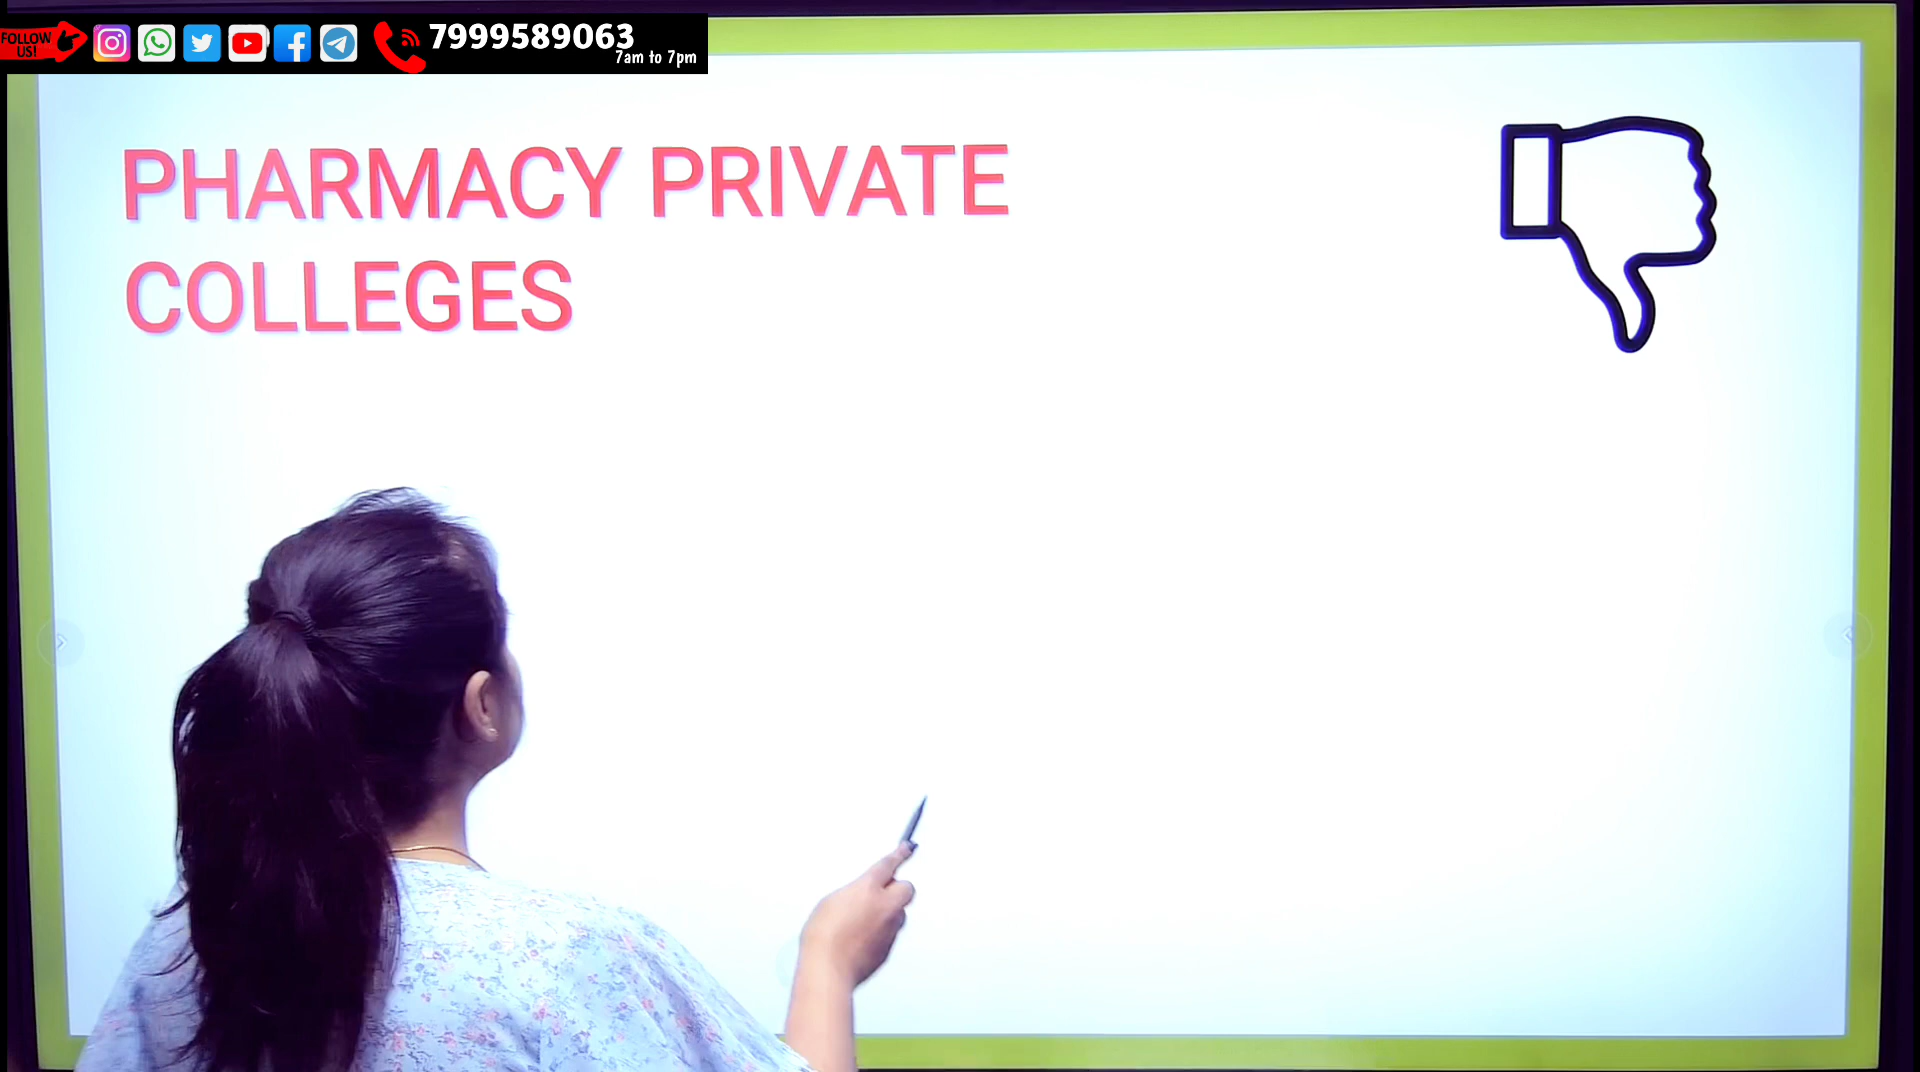 FOLLOW
US!
7999589063
7am to 7pm
PHARMACY PRIVATE
COLLEGES